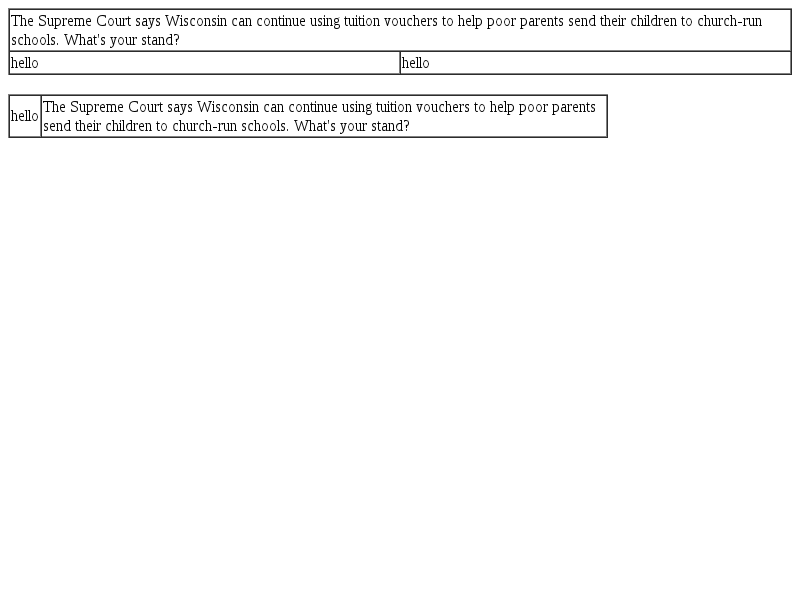 The Supreme Court says Wisconsin can continue using tuition vouchers to help poor parents send their children to church-run
schools. What's your stand?
hello hello
hello
The Supreme Court says Wisconsin can continue using tuition vouchers to help poor parents
send their children to church-run schools. What's your stand?